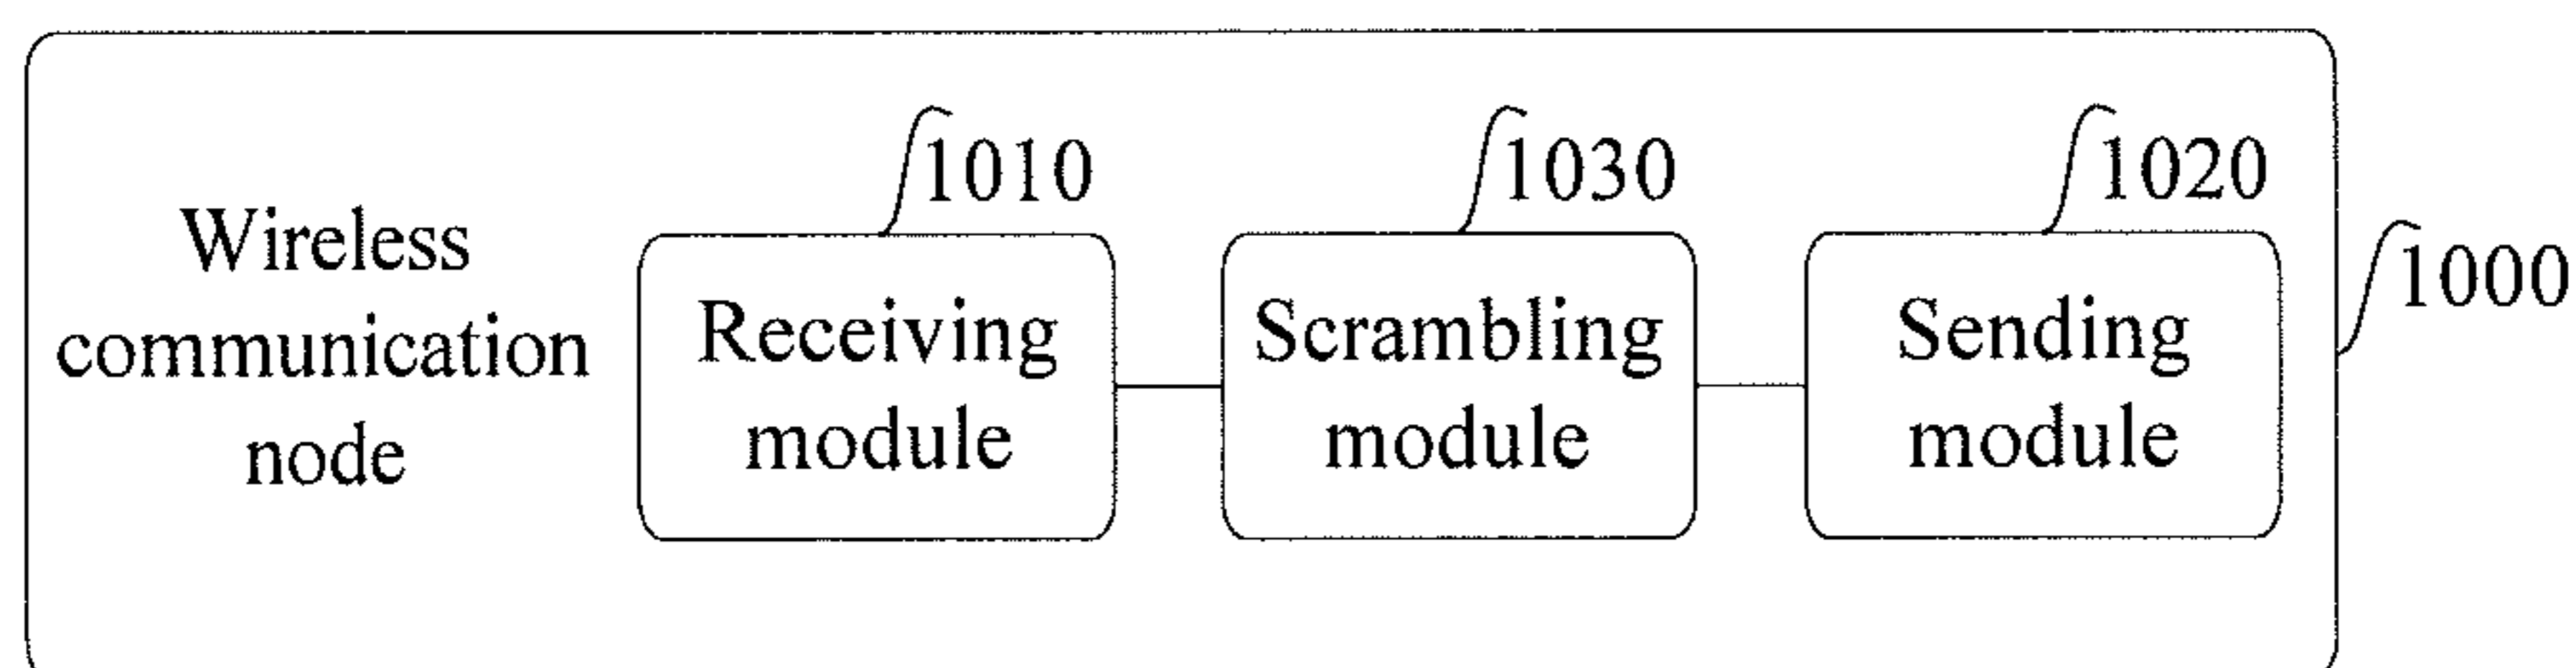 1010
1030
1020
1000
Wireless
communication
node
Receiving
module
Scrambling
module
Sending
module